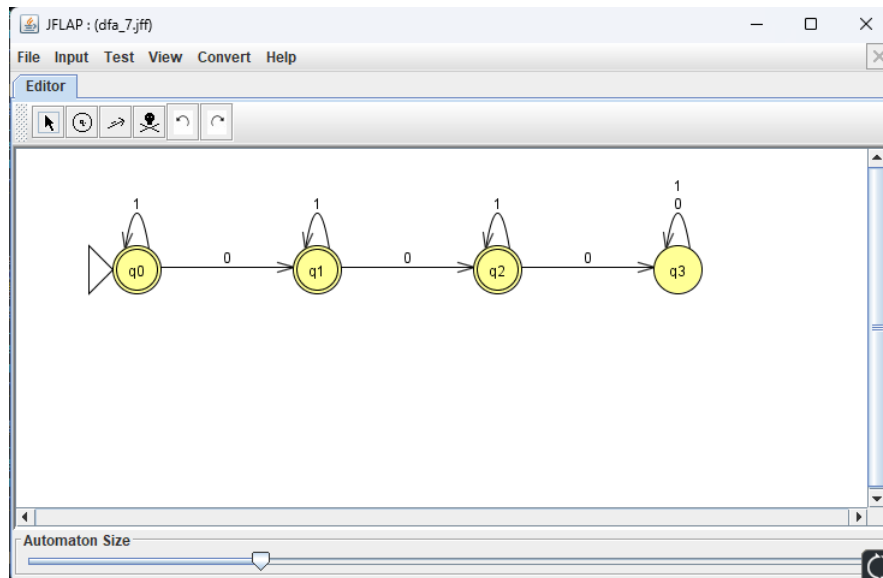 JFLAP : (dfa_7.jff)
File Input Test View Convert Help
Editor
1 1 1 1
0
0 0 0
q0 q1 q2 q3
Automaton Size